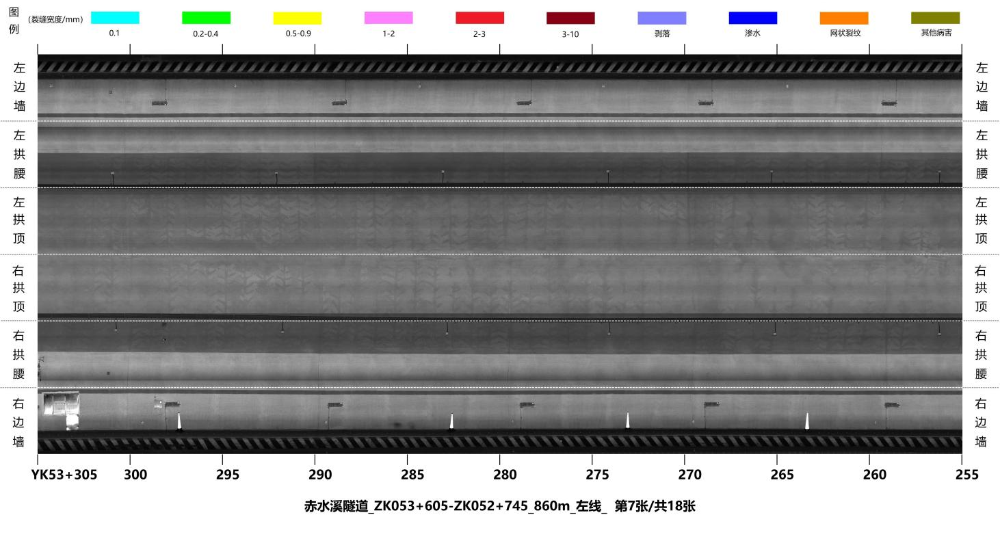 图例
(裂缝宽度/mm)
0.1 0.2-0.4 0.5-0.9 1-2 2-3 3-10 剥落 渗水 网状裂纹 其他病害
左边墙 左边墙
左拱腰 左拱腰
左拱顶 左拱顶
右拱顶 右拱顶
右拱腰 右拱腰
右边墙 右边墙
YK53+305 300 295 290 285 280 275 270 265 260 255
赤水溪隧道_ZK053+605-ZK052+745_860m_左线_ 第7张/共18张